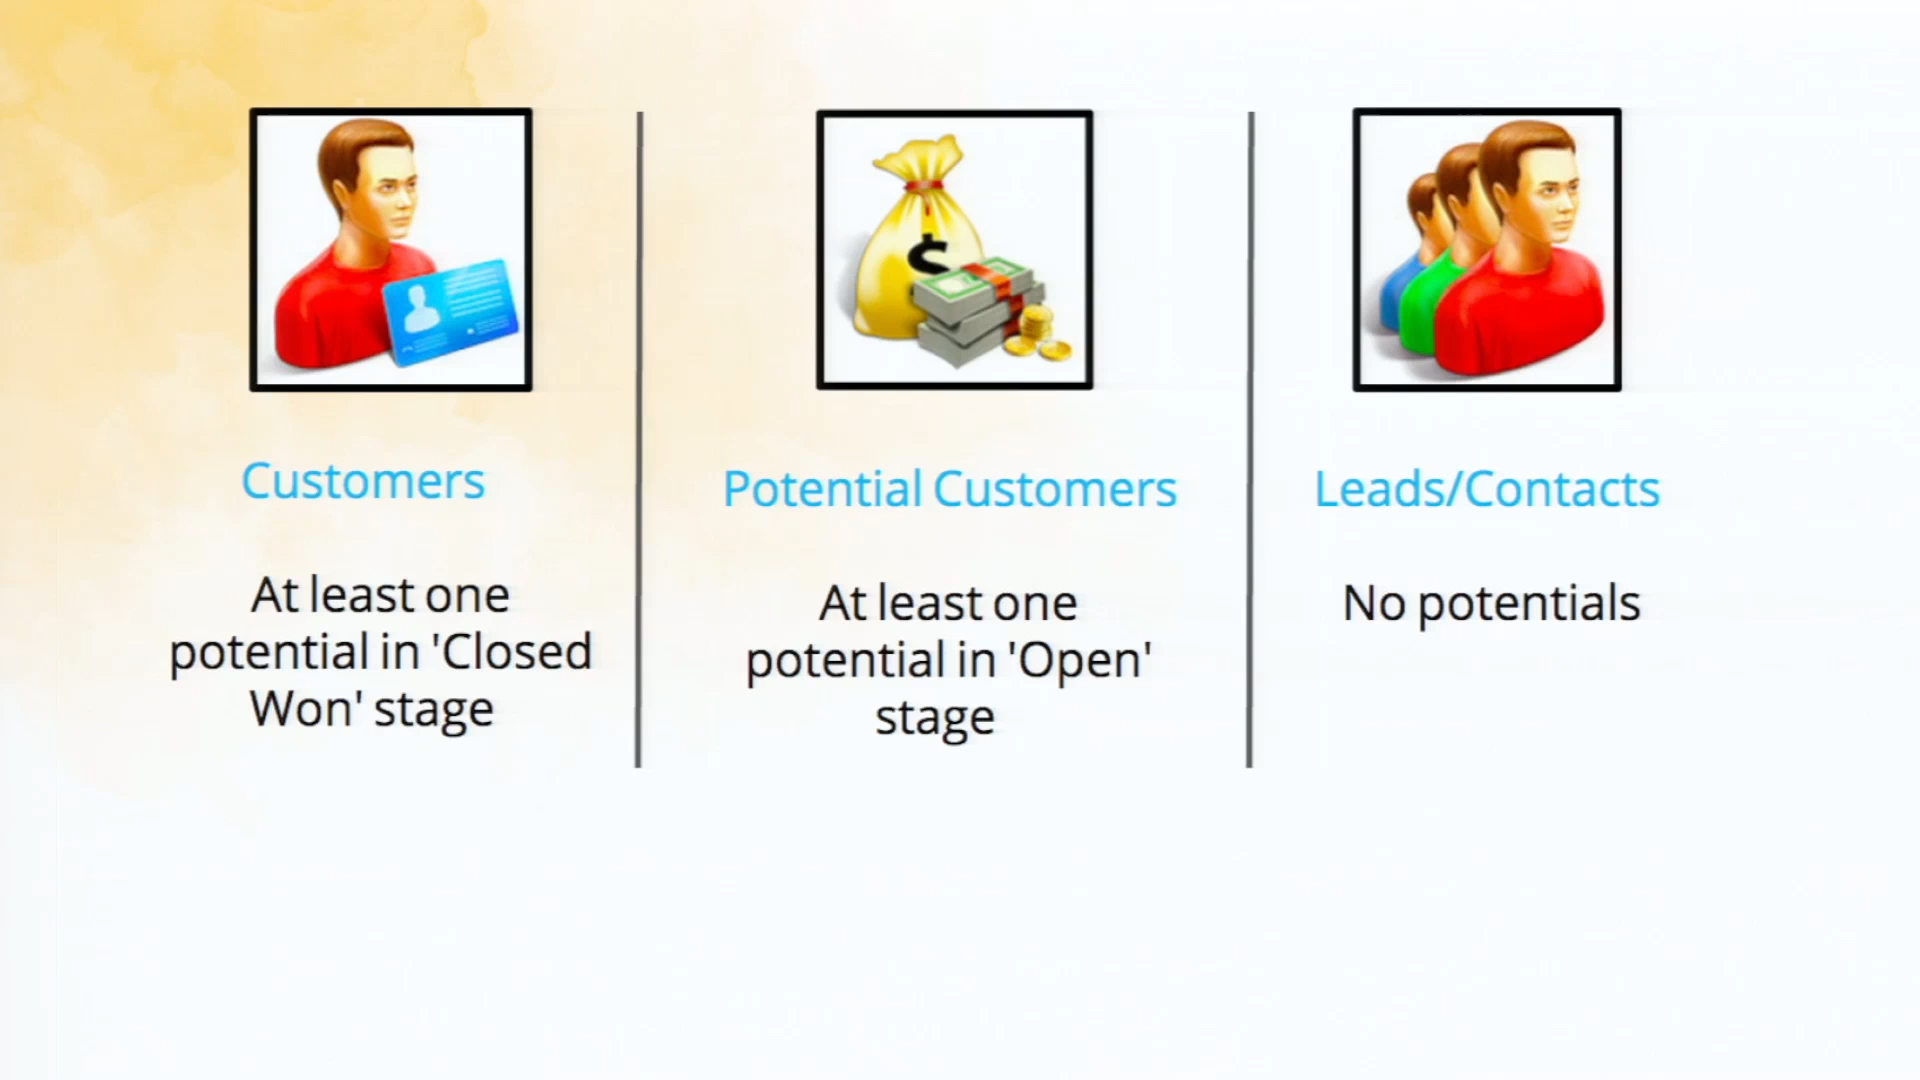 Customers
At least one
potential in 'Closed
Won' stage
Potential Customers
At least one
potential in 'Open'
stage
Leads/Contacts
No potentials
$